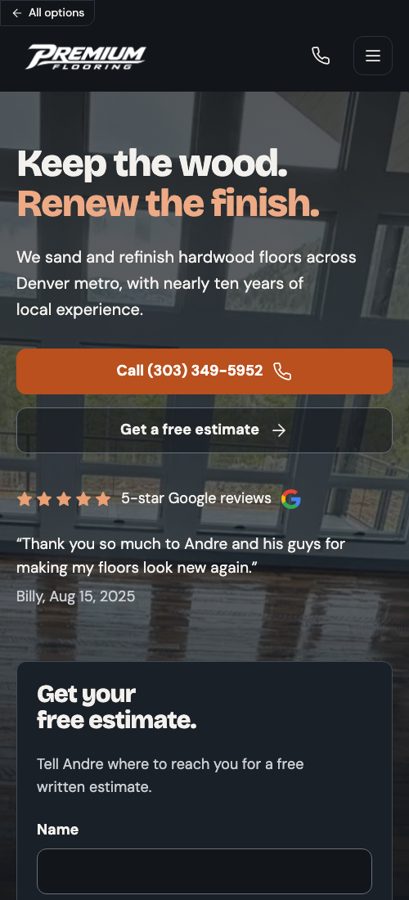 All options
PREMIUM
FLOORING
Keep the wood.
Renew the finish.
We sand and refinish hardwood floors across
Denver metro, with nearly ten years of
local experience.
Call (303) 349-5952
Get a free estimate
5-star Google reviews
“Thank you so much to Andre and his guys for
making my floors look new again.”
Billy, Aug 15, 2025
Get your
free estimate.
Tell Andre where to reach you for a free
written estimate.
Name